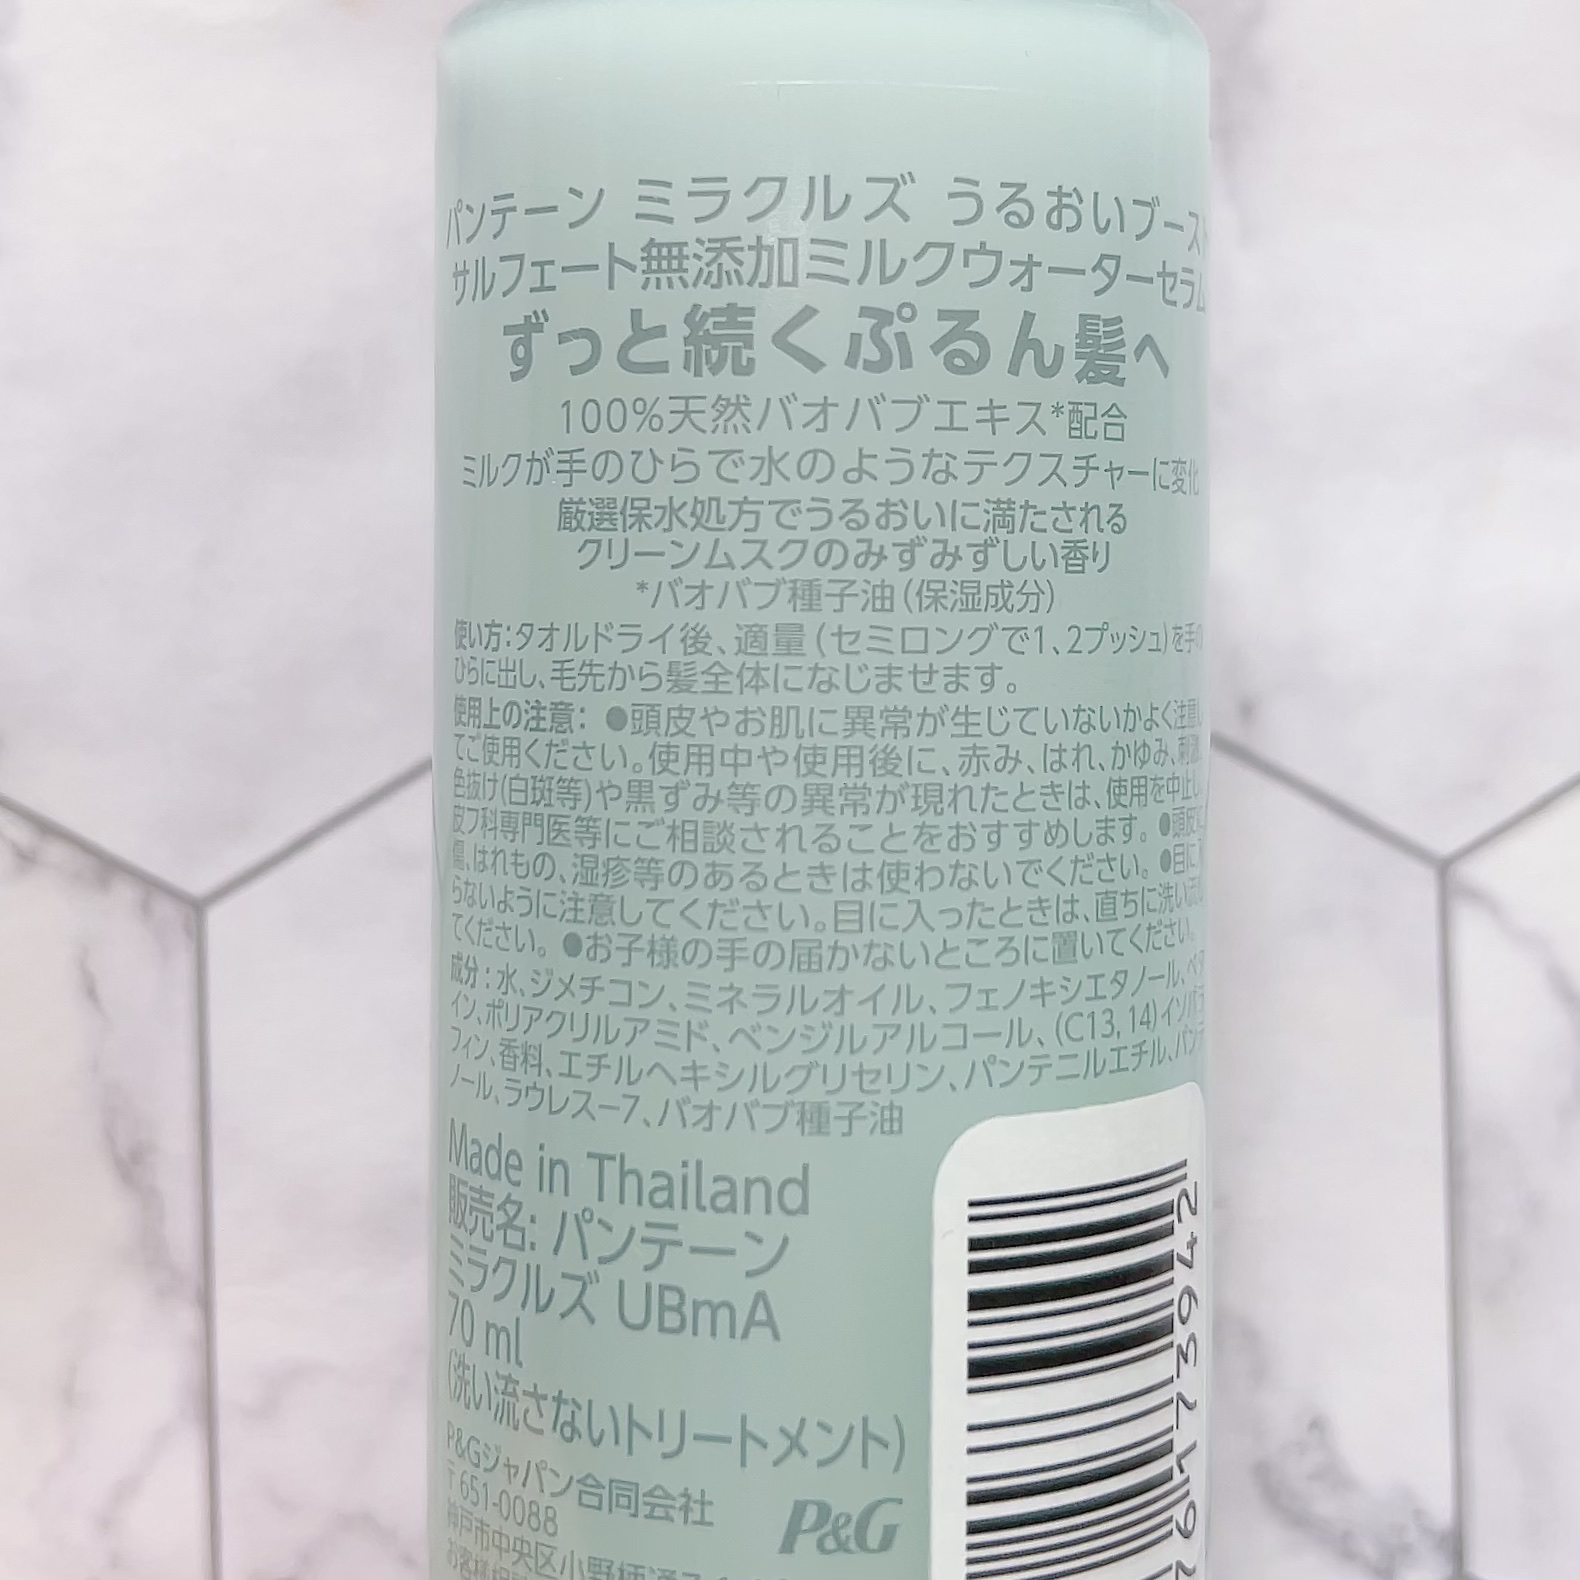 パンテーン ミラクルズ うるおいブースト
サルフェート無添加ミルクウォーターセラム
ずっと続くぷるん髪へ
100%天然バオバブエキス*配合
ミルクが手のひらで水のようなテクスチャーに変化
厳選保水処方でうるおいに満たされる
クリーンムスクのみずみずしい香り
*バオバブ種子油(保湿成分)
使い方:タオルドライ後、適量(セミロングで1、2プッシュ)を手の
ひらに出し、毛先から髪全体になじませます。
使用上の注意: ●頭皮やお肌に異常が生じていないかよく注意し
てご使用ください。使用中や使用後に、赤み、はれ、かゆみ、刺激、
色抜け(白斑等)や黒ずみ等の異常が現れたときは、使用を中止し、
皮フ科専門医等にご相談されることをおすすめします。●頭皮に
傷、はれもの、湿疹等のあるときは使わないでください。●目に入
らないように注意してください。目に入ったときは、直ちに洗い流し
てください。●お子様の手の届かないところに置いてください。
成分:水、ジメチコン、ミネラルオイル、フェノキシエタノール、ベタ
イン、ポリアクリルアミド、ベンジルアルコール、(C13,14)イソパラ
フィン、香料、エチルヘキシルグリセリン、パンテニルエチル、パンテ
ノール、ラウレス-7、バオバブ種子油
Made in Thailand
販売名: パンテーン
ミラクルズ UBmA
70 ml
(洗い流さないトリートメント)
P&Gジャパン合同会社
〒651-0088
神戸市中央区小野柄通
P&G
76173942